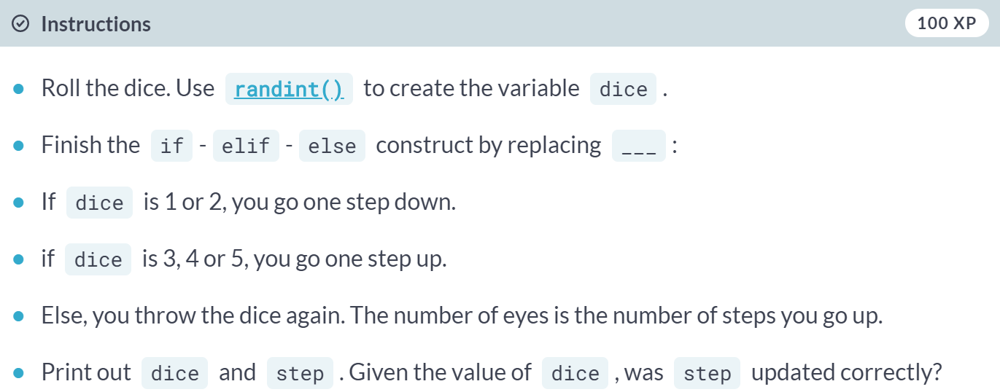 Instructions 100 XP
Roll the dice. Use randint() to create the variable dice .
Finish the if - elif - else construct by replacing ___ :
If dice is 1 or 2, you go one step down.
if dice is 3, 4 or 5, you go one step up.
Else, you throw the dice again. The number of eyes is the number of steps you go up.
Print out dice and step . Given the value of dice , was step updated correctly?